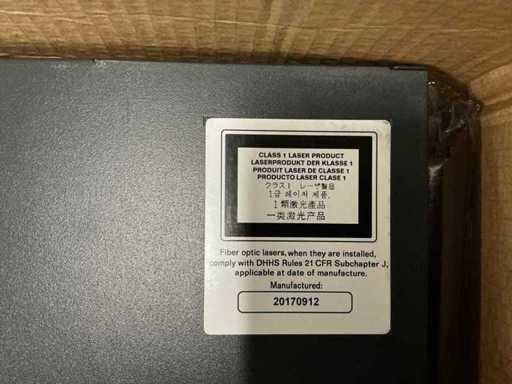 CLASS 1 LASER PRODUCT
LASERPRODUKT DER KLASSE 1
PRODUIT LASER DE CLASSE 1
PRODUCTO LASER CLASE 1
クラス1 レーザ製品
1급 레이저 제품.
1類激光產品
一类激光产品
Fiber optic lasers, when they are installed,
comply with DHHS Rules 21 CFR Subchapter J,
applicable at date of manufacture.
Manufactured:
20170912